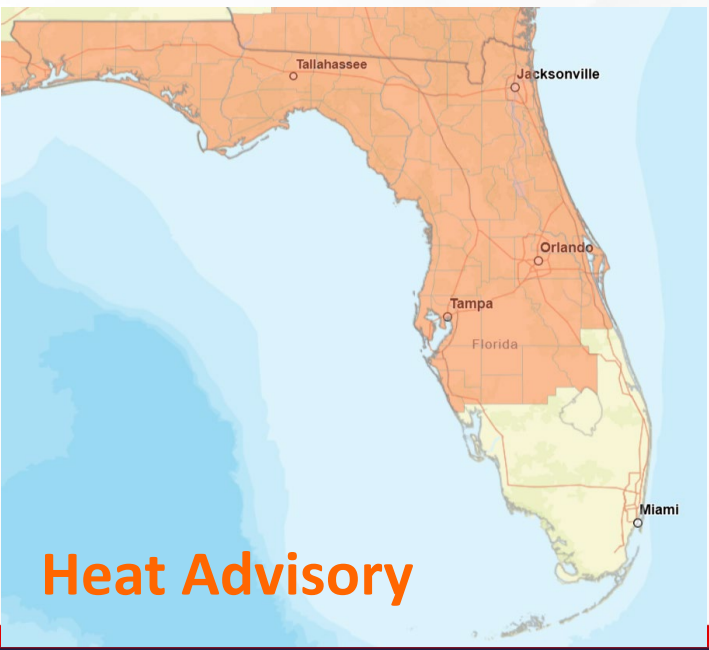 Tallahassee
Jacksonville
Orlando
Tampa
Florida
Miami
Heat Advisory